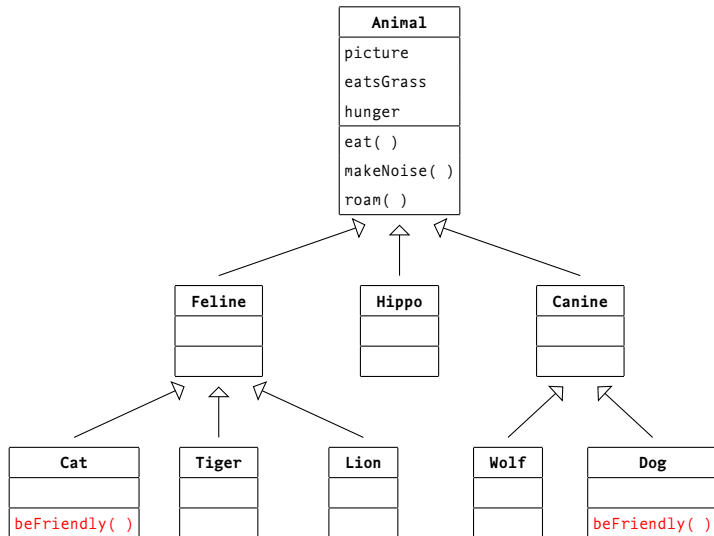 Animal
picture
eatsGrass
hunger
eat( )
makeNoise( )
roam( )
Feline
Hippo
Canine
Cat
Tiger
Lion
Wolf
Dog
beFriendly( )
beFriendly( )